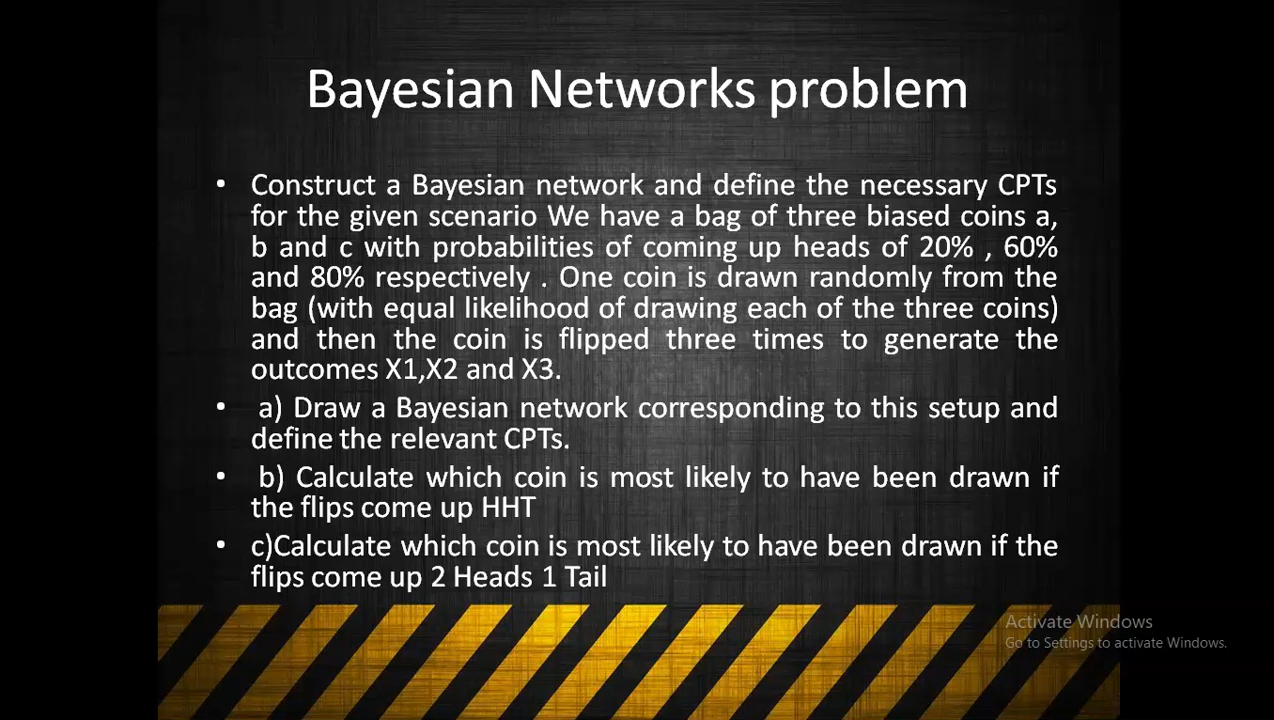 Bayesian Networks problem
• Construct a Bayesian network and define the necessary CPTs
for the given scenario We have a bag of three biased coins a,
b and c with probabilities of coming up heads of 20% , 60%
and 80% respectively . One coin is drawn randomly from the
bag (with equal likelihood of drawing each of the three coins)
and then the coin is flipped three times to generate the
outcomes X1,X2 and X3.
• a) Draw a Bayesian network corresponding to this setup and
define the relevant CPTs.
• b) Calculate which coin is most likely to have been drawn if
the flips come up HHT
• c)Calculate which coin is most likely to have been drawn if the
flips come up 2 Heads 1 Tail
Activate Windows
Go to Settings to activate Windows.